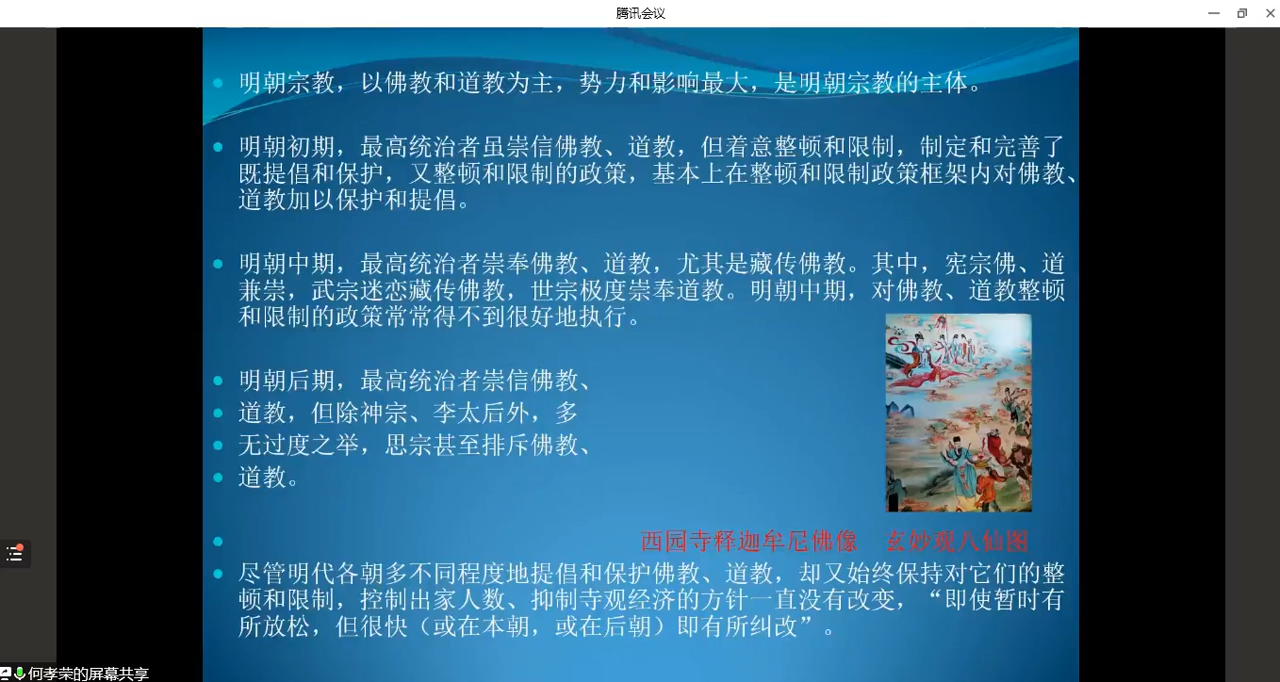 腾讯会议
明朝宗教，以佛教和道教为主，势力和影响最大，是明朝宗教的主体。
明朝初期，最高统治者虽崇信佛教、道教，但着意整顿和限制，制定和完善了
既提倡和保护，又整顿和限制的政策，基本上在整顿和限制政策框架内对佛教、
道教加以保护和提倡。
明朝中期，最高统治者崇奉佛教、道教，尤其是藏传佛教。其中，宪宗佛、道
兼崇，武宗迷恋藏传佛教，世宗极度崇奉道教。明朝中期，对佛教、道教整顿
和限制的政策常常得不到很好地执行。
明朝后期，最高统治者崇信佛教、
道教，但除神宗、李太后外，多
无过度之举，思宗甚至排斥佛教、
道教。
西园寺释迦牟尼佛像 玄妙观八仙图
尽管明代各朝多不同程度地提倡和保护佛教、道教，却又始终保持对它们的整
顿和限制，控制出家人数、抑制寺观经济的方针一直没有改变，“即使暂时有
所放松，但很快（或在本朝，或在后朝）即有所纠改”。
何孝荣的屏幕共享